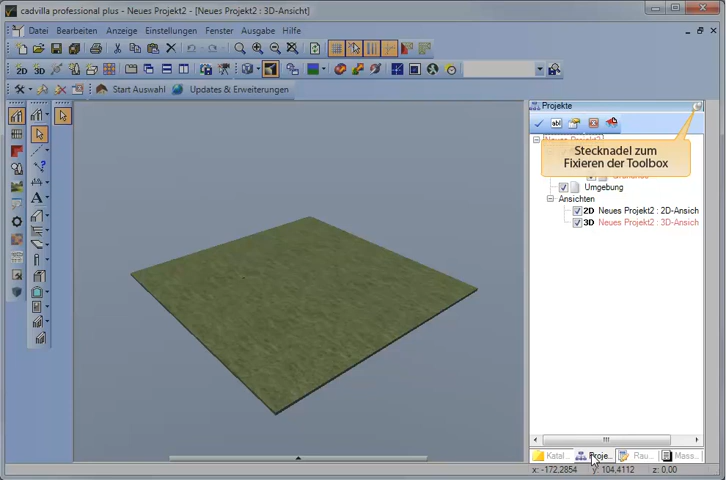 cadvilla professional plus - Neues Projekt2 - [Neues Projekt2 : 3D-Ansicht]
Datei Bearbeiten Anzeige Einstellungen Fenster Ausgabe Hilfe
2D 3D
Start Auswahl Updates & Erweiterungen
Projekte
Stecknadel zum
Fixieren der Toolbox
Umgebung
Ansichten
2D Neues Projekt2 : 2D-Ansich
3D Neues Projekt2 : 3D-Ansich
Katal... Proje... Rau... Mass...
x: -172.2854 y: 104.4112 z: 0.00